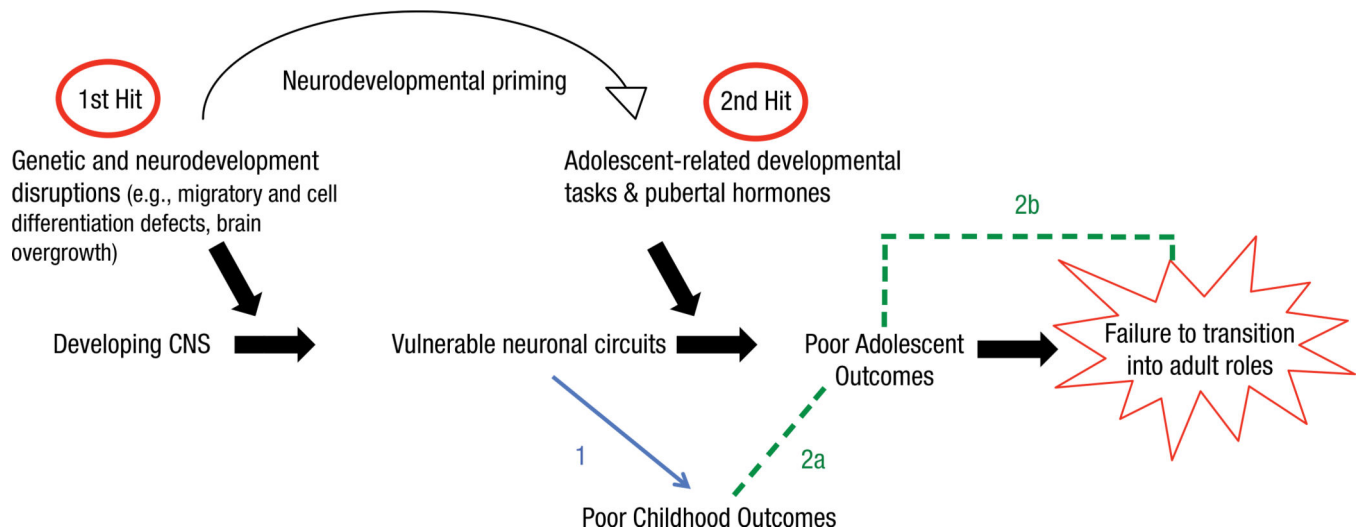 Neurodevelopmental priming
1st Hit
2nd Hit
Genetic and neurodevelopment
disruptions (e.g., migratory and cell
differentiation defects, brain
overgrowth)
Adolescent-related developmental
tasks & pubertal hormones
2b
Developing CNS
Vulnerable neuronal circuits
Poor Adolescent
Outcomes
Failure to transition
into adult roles
1
2a
Poor Childhood Outcomes